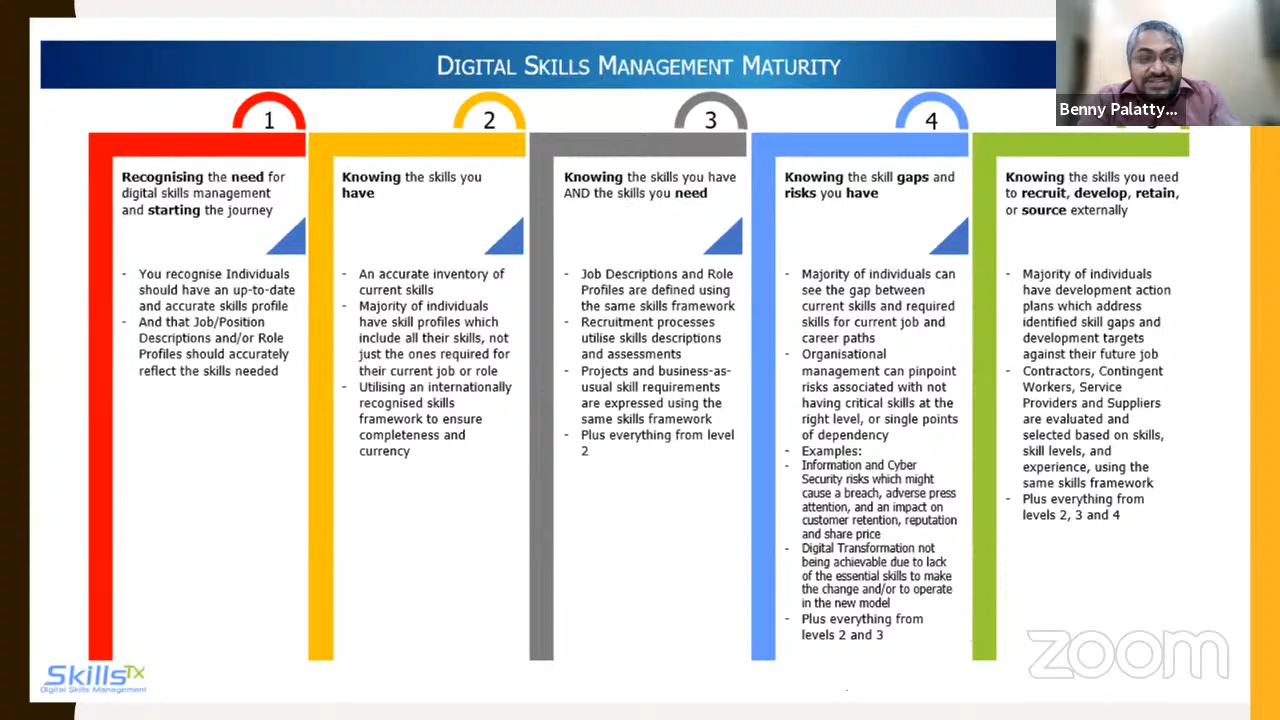 DIGITAL SKILLS MANAGEMENT MATURITY
Benny Palatty...
1
Recognising the need for
digital skills management
and starting the journey
- You recognise Individuals
should have an up-to-date
and accurate skills profile
- And that Job/Position
Descriptions and/or Role
Profiles should accurately
reflect the skills needed
2
Knowing the skills you
have
- An accurate inventory of
current skills
- Majority of individuals
have skill profiles which
include all their skills, not
just the ones required for
their current job or role
- Utilising an internationally
recognised skills
framework to ensure
completeness and
currency
3
Knowing the skills you have
AND the skills you need
- Job Descriptions and Role
Profiles are defined using
the same skills framework
- Recruitment processes
utilise skills descriptions
and assessments
- Projects and business-as-
usual skill requirements
are expressed using the
same skills framework
- Plus everything from level
2
4
Knowing the skill gaps and
risks you have
- Majority of individuals can
see the gap between
current skills and required
skills for current job and
career paths
- Organisational
management can pinpoint
risks associated with not
having critical skills at the
right level, or single points
of dependency
- Examples:
- Information and Cyber
Security risks which might
cause a breach, adverse press
attention, and an impact on
customer retention, reputation
and share price
- Digital Transformation not
being achievable due to lack
of the essential skills to make
the change and/or to operate
in the new model
- Plus everything from
levels 2 and 3
Knowing the skills you need
to recruit, develop, retain,
or source externally
- Majority of individuals
have development action
plans which address
identified skill gaps and
development targets
against their future job
- Contractors, Contingent
Workers, Service
Providers and Suppliers
are evaluated and
selected based on skills,
skill levels, and
experience, using the
same skills framework
- Plus everything from
levels 2, 3 and 4
SkillsTX
Digital Skills Management
zoom